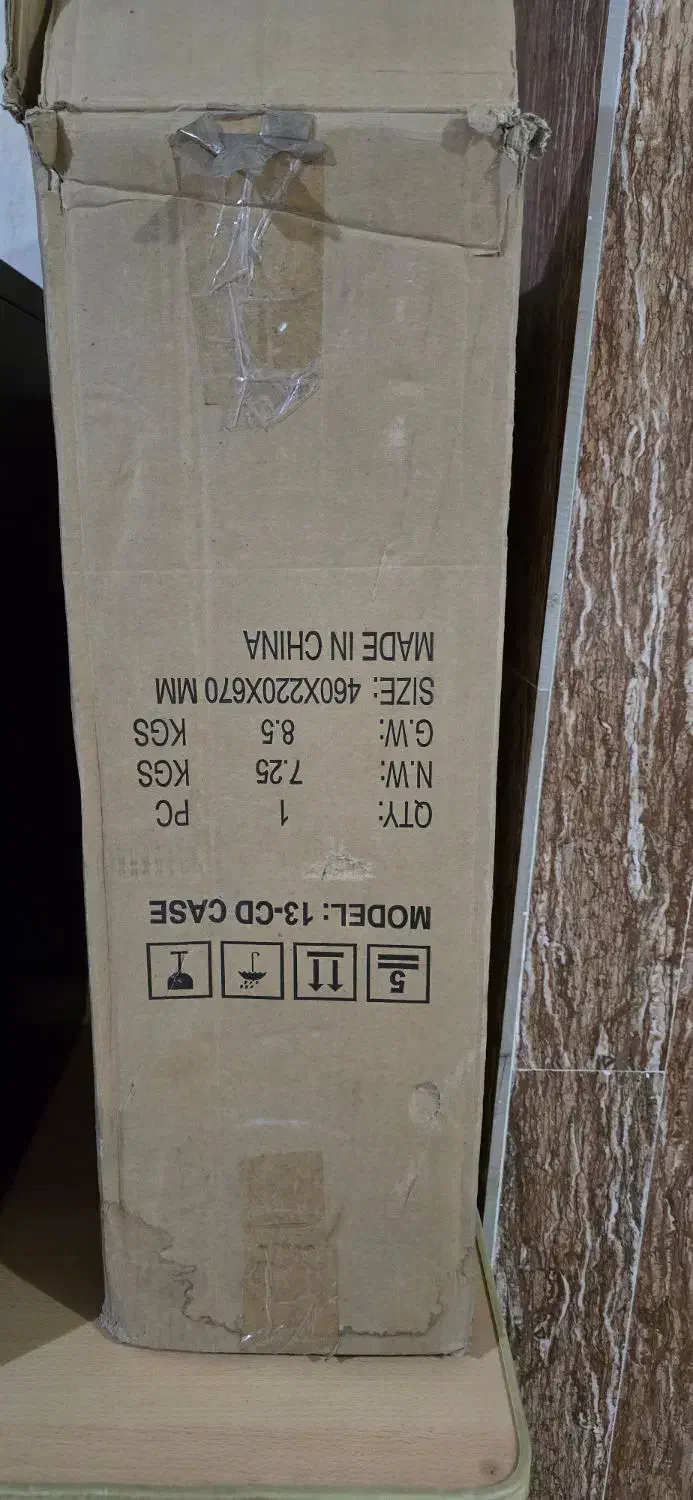 5
MODEL: 13-CD CASE
QTY: 1 PC
N.W: 7.25 KGS
G.W: 8.5 KGS
SIZE: 460X220X670 MM
MADE IN CHINA